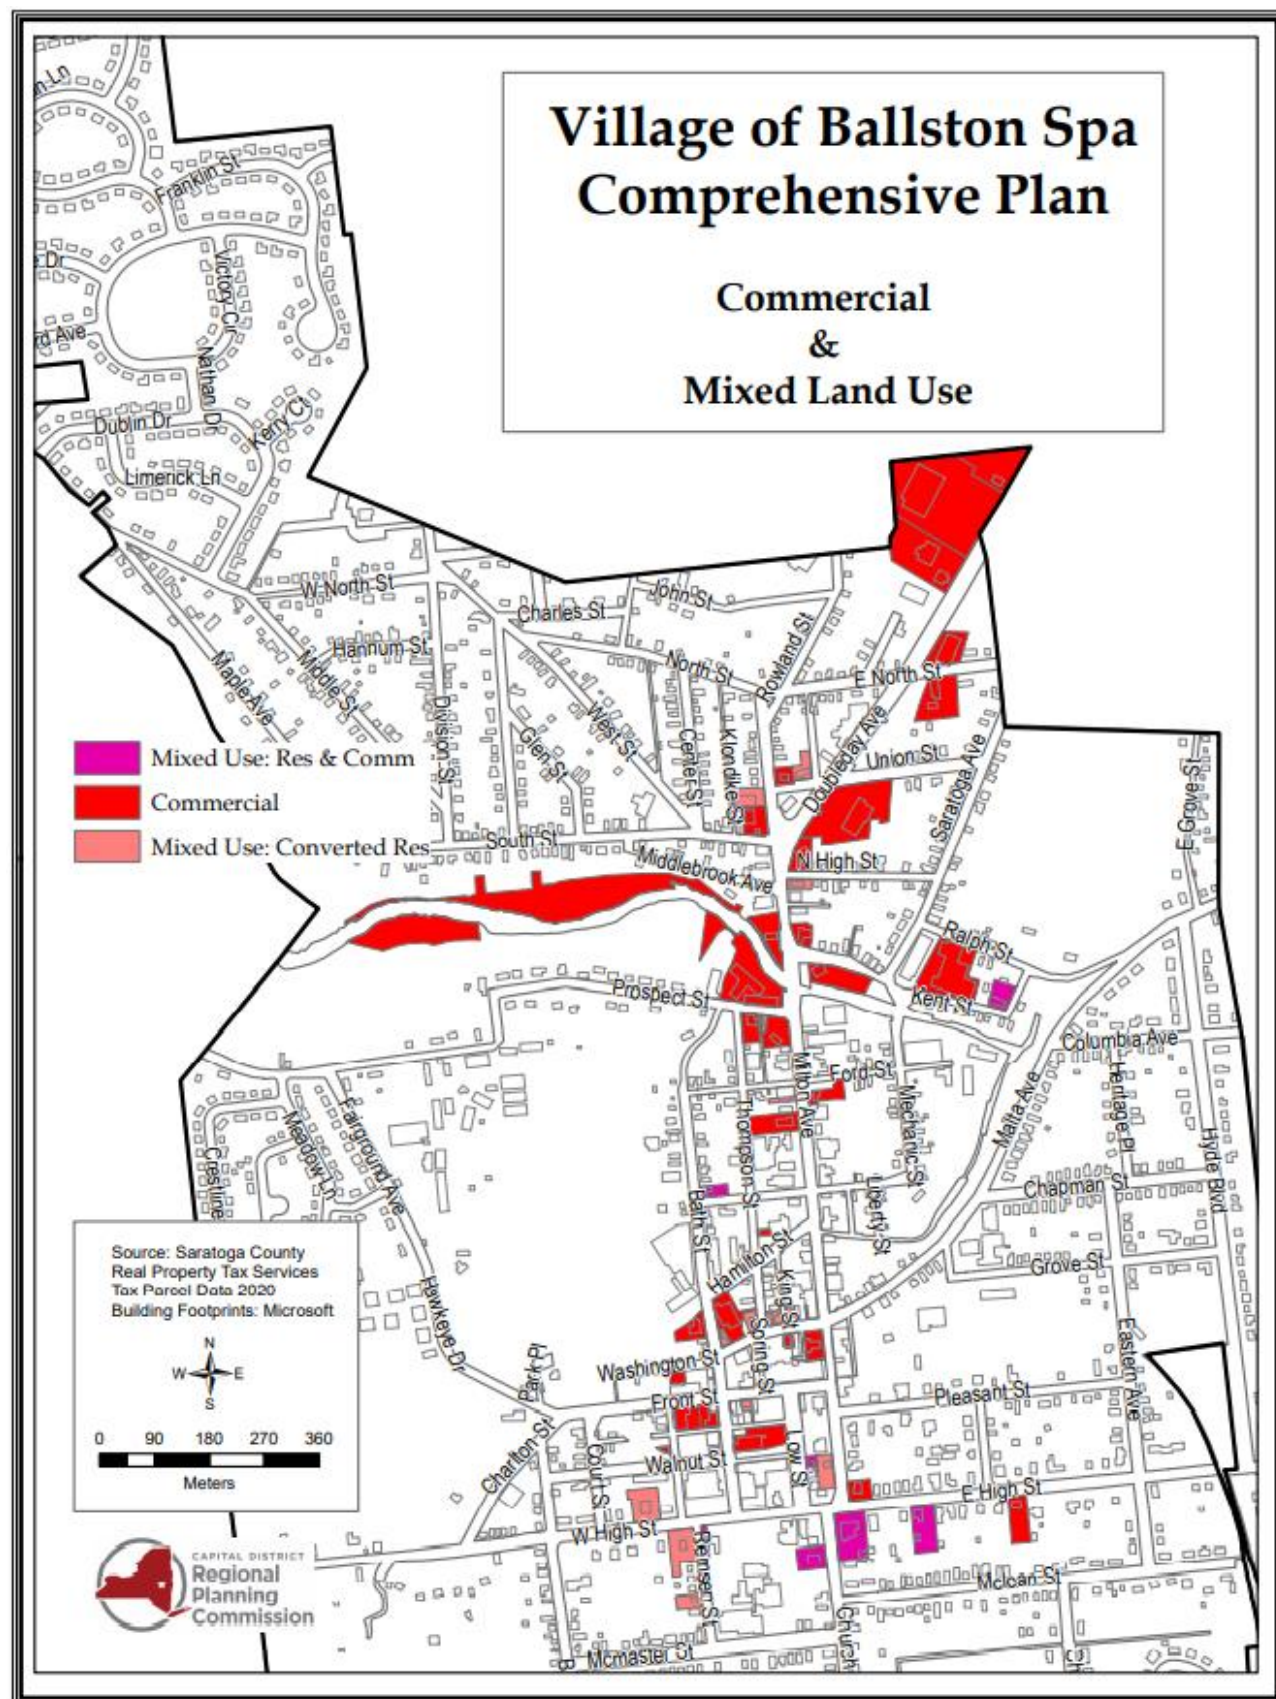 Village of Ballston Spa
Comprehensive Plan
Commercial
&
Mixed Land Use
n Ln
Franklin St
Dr
Victory Cir
rd Ave
Nathan Dr
Dublin Dr
Kerry Ct
Limerick Ln
W North St
John St
Charles St
Hannum St
Rowland St
North St
E North St
Maple Ave
Middle St
Division St
Glen St
West St
Center St
Klondike St
Doubleday Ave
Union St
Saratoga Ave
E Grove St
Mixed Use: Res & Comm
Commercial
Mixed Use: Converted Res
South St
Middlebrook Ave
N High St
Ralph St
Prospect St
Kent St
Columbia Ave
Milton Ave
Ford St
Mechanic St
Malta Ave
Heritage Pl
Hyde Blvd
Thompson St
Fairground Ave
Meadow Ln
Crestline
Chapman St
Bath St
Liberty St
Hamilton St
Grove St
King St
Spring St
Hawkeye Dr
Park Pl
Washington St
Eastern Ave
Front St
Pleasant St
Charlton St
Court St
Walnut St
Low St
E High St
W High St
Remsen St
Mclean St
Church
Mcmaster St
B
Ch
Source: Saratoga County
Real Property Tax Services
Tax Parcel Data 2020
Building Footprints: Microsoft
N
W E
S
0 90 180 270 360
Meters
CAPITAL DISTRICT
Regional
Planning
Commission